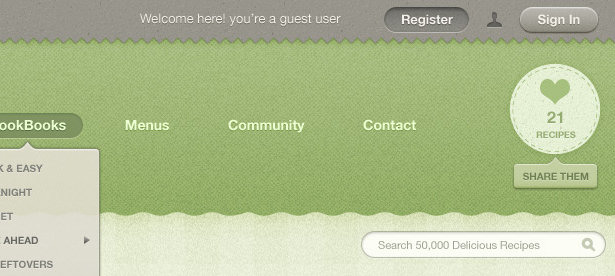 Welcome here! you're a guest user
Register
Sign In
ookBooks
Menus
Community
Contact
21
RECIPES
SHARE THEM
K & EASY
KNIGHT
ET
AHEAD
EFTOVERS
Search 50,000 Delicious Recipes